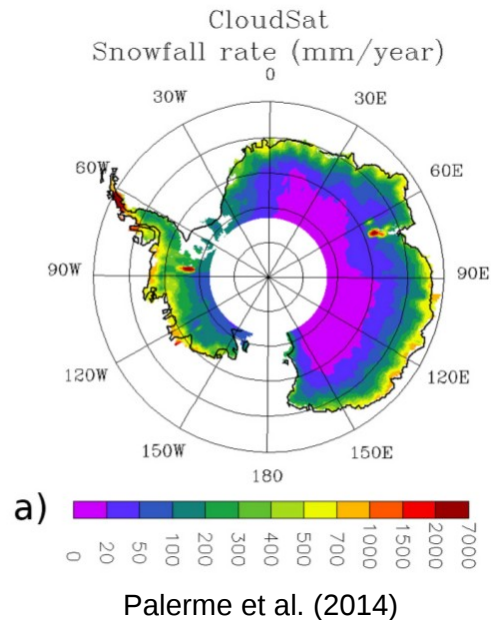 CloudSat
Snowfall rate (mm/year)
0
30W
30E
60W
60E
90W
90E
120W
120E
150W
150E
180
a)
0 20 50 100 200 300 400 500 700 1000 1500 2000 7000
Palerme et al. (2014)